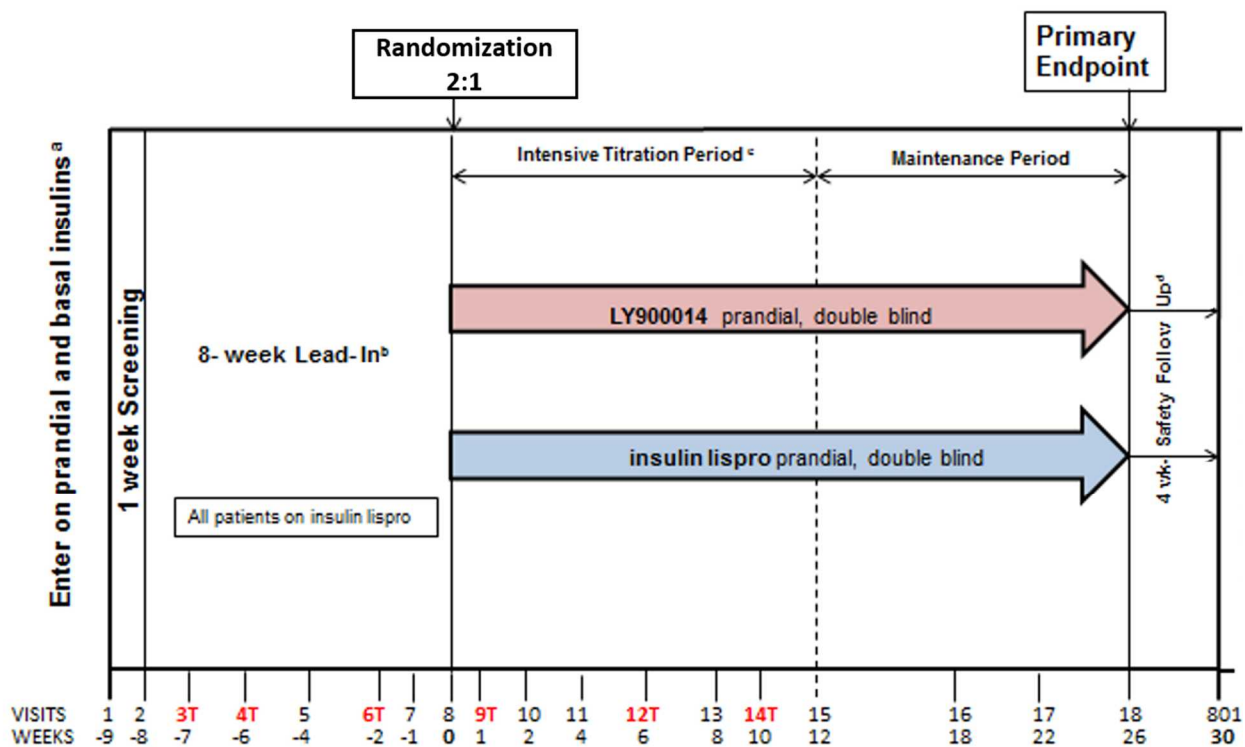 Randomization
2:1
Primary
Endpoint
Enter on prandial and basal insulins a
1 week Screening
Intensive Titration Period c
Maintenance Period
8- week Lead-In b
LY900014 prandial, double blind
insulin lispro prandial, double blind
All patients on insulin lispro
4 wk- Safety Follow Up d
VISITS 1 2 3T 4T 5 6T 7 8 9T 10 11 12T 13 14T 15 16 17 18 801
WEEKS -9 -8 -7 -6 -4 -2 -1 0 1 2 4 6 8 10 12 18 22 26 30